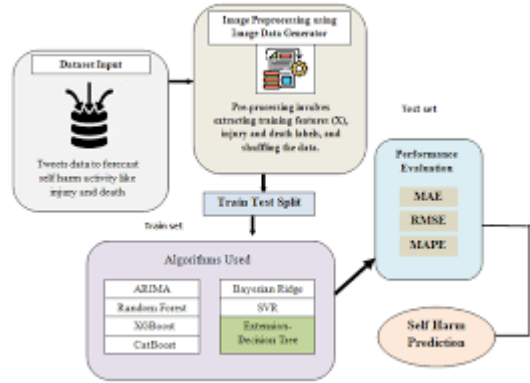 Dataset Input
Tweets data to forecast
self harm activity like
injury and death
Image Preprocessing using
Image Data Generator
Pre-processing involves
extracting training features (X),
injury and death labels, and
shuffling the data.
Train Test Split
Train set
Test set
Algorithms Used
ARIMA
Random Forest
XGBoost
CatBoost
Bayesian Ridge
SVR
Extension-
Decision Tree
Performance
Evaluation
MAE
RMSE
MAPE
Self Harm
Prediction